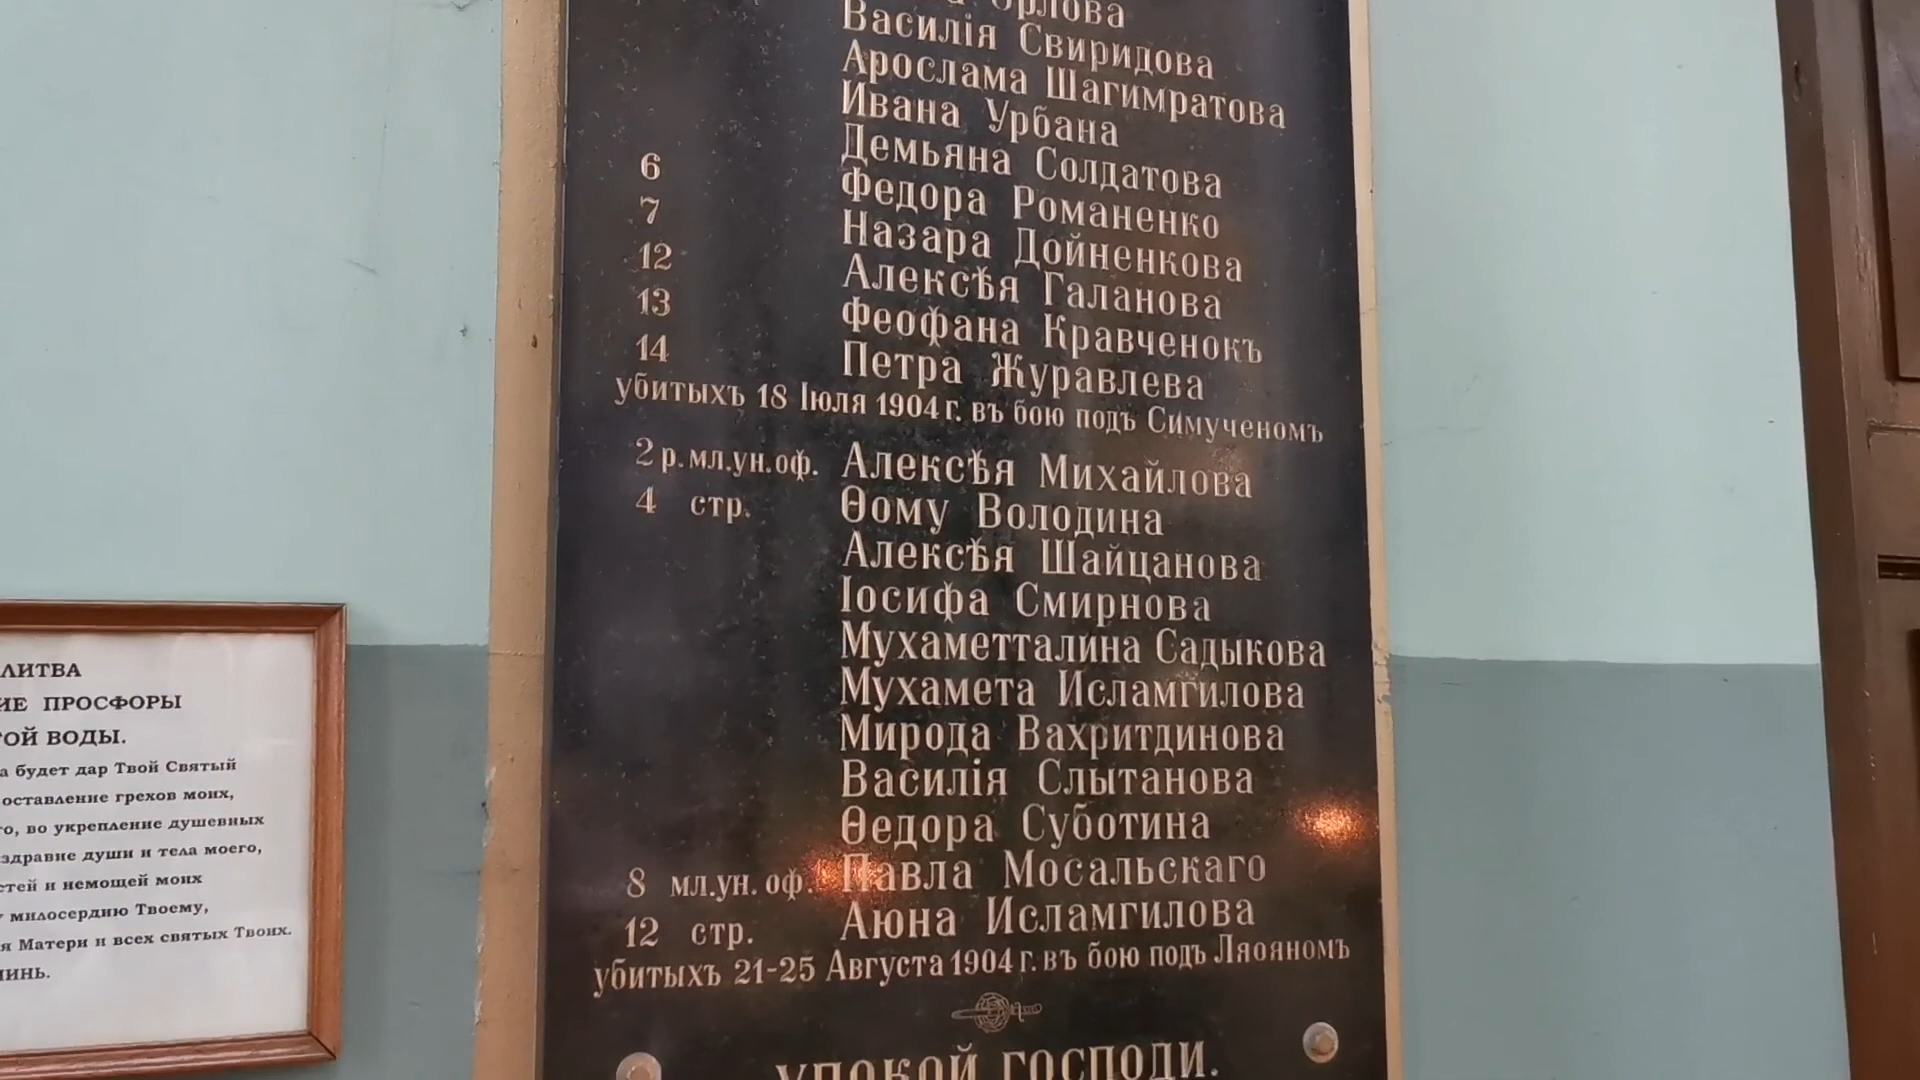 Орлова
Василія Свиридова
Арослама Шагимратова
Ивана Урбана
Демьяна Солдатова
6 Федора Романенко
7 Назара Дойненкова
12 Алексѣя Галанова
13 Феофана Кравченокъ
14 Петра Журавлева
убитыхъ 18 Іюля 1904 г. въ бою подъ Симученомъ
2 р. мл. ун. оф. Алексѣя Михайлова
4 стр. Ѳому Володина
Алексѣя Шайцанова
Іосифа Смирнова
Мухаметталина Садыкова
Мухамета Исламгилова
Мирода Вахритдинова
Василія Слытанова
Ѳедора Суботина
8 мл. ун. оф. Павла Мосальскаго
12 стр. Аюна Исламгилова
убитыхъ 21-25 Августа 1904 г. въ бою подъ Ляояномъ
УПОКОЙ ГОСПОДИ.
ПРОСФОРЫ
ВОДЫ.
будет дар Твой Святый
оставление грехов моих,
во укрепление душевных
здравие души и тела моего,
и немощей моих
милосердию Твоему,
Матери и всех святых Твоих.